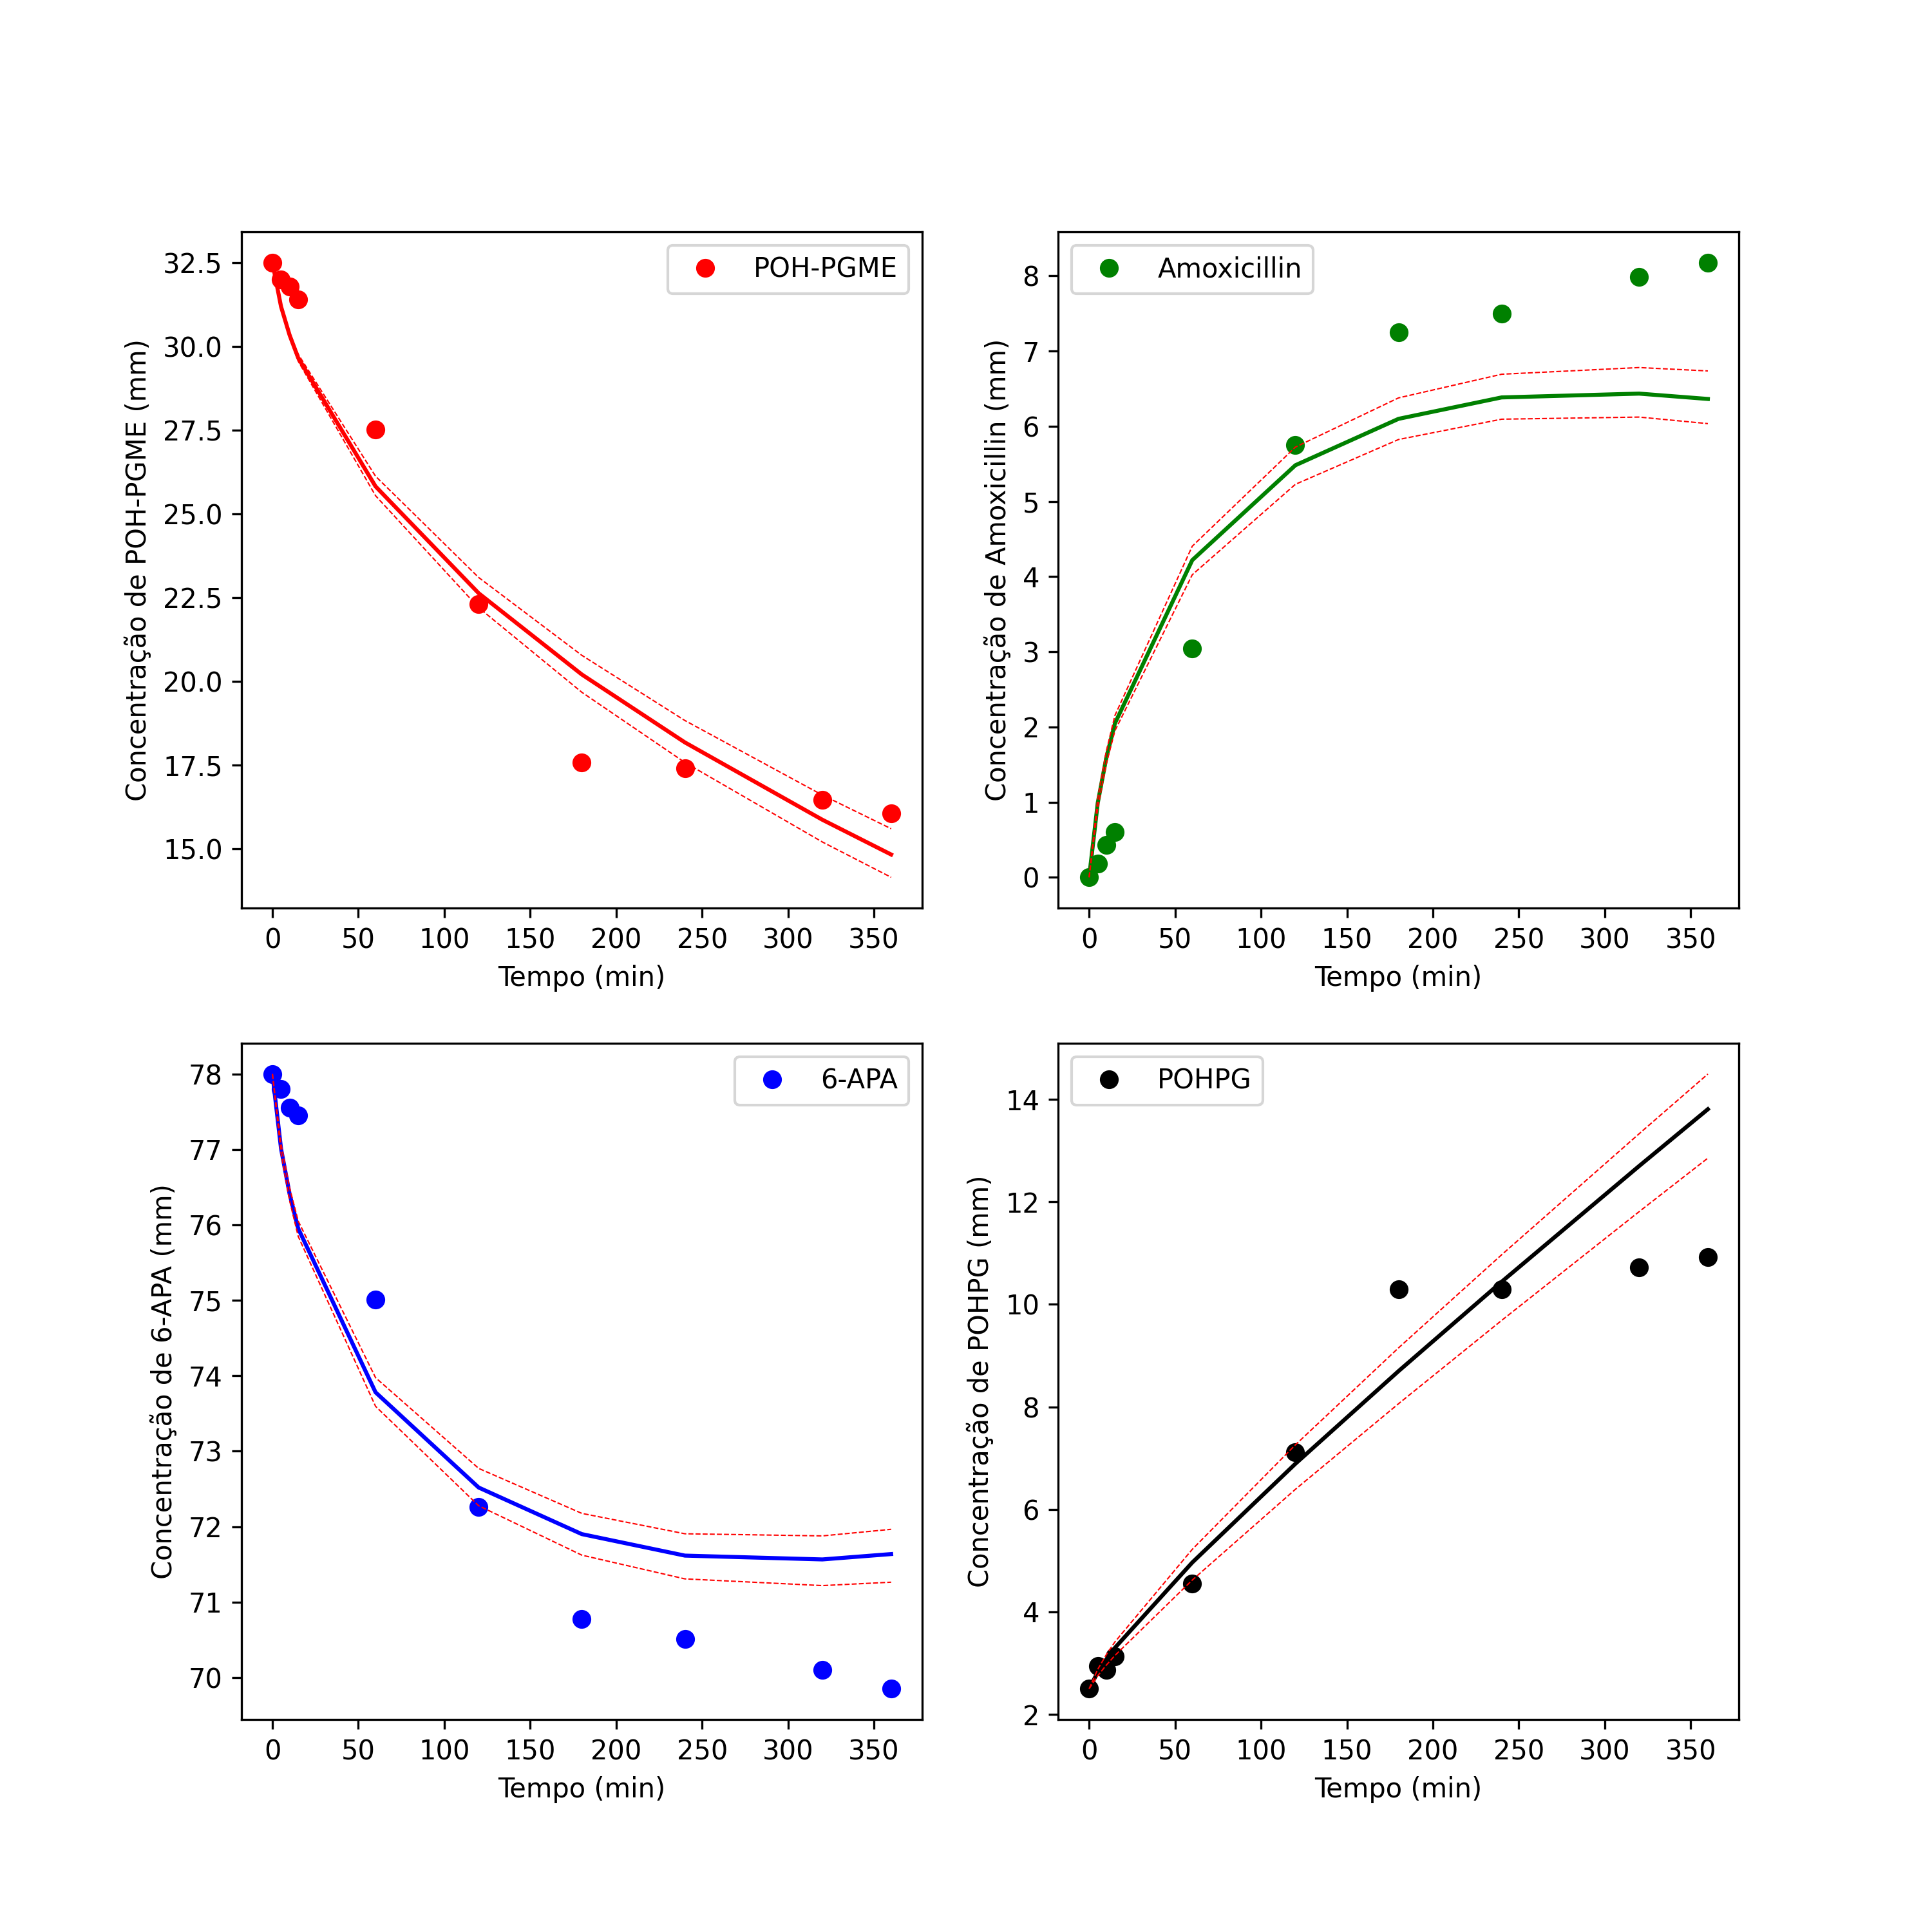 POH-PGME
Concentração de POH-PGME (mm)
32.5
30.0
27.5
25.0
22.5
20.0
17.5
15.0
0 50 100 150 200 250 300 350
Tempo (min)
Amoxicillin
Concentração de Amoxicillin (mm)
8
7
6
5
4
3
2
1
0
0 50 100 150 200 250 300 350
Tempo (min)
6-APA
Concentração de 6-APA (mm)
78
77
76
75
74
73
72
71
70
0 50 100 150 200 250 300 350
Tempo (min)
POHPG
Concentração de POHPG (mm)
14
12
10
8
6
4
2
0 50 100 150 200 250 300 350
Tempo (min)